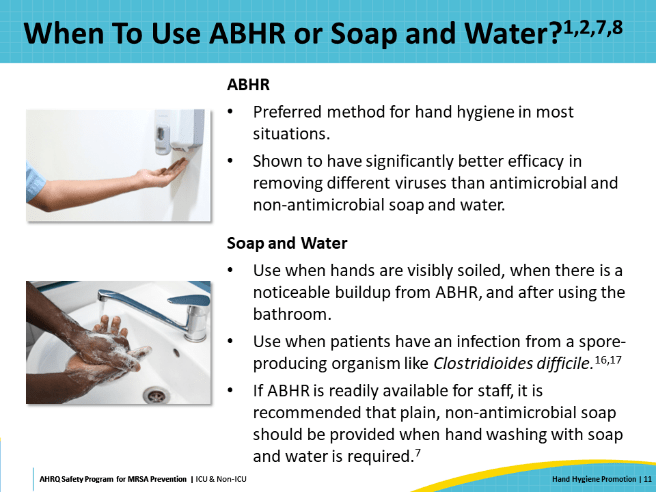 When To Use ABHR or Soap and Water?1,2,7,8
ABHR
• Preferred method for hand hygiene in most
situations.
• Shown to have significantly better efficacy in
removing different viruses than antimicrobial and
non-antimicrobial soap and water.
Soap and Water
• Use when hands are visibly soiled, when there is a
noticeable buildup from ABHR, and after using the
bathroom.
• Use when patients have an infection from a spore-
producing organism like Clostridioides difficile.16,17
• If ABHR is readily available for staff, it is
recommended that plain, non-antimicrobial soap
should be provided when hand washing with soap
and water is required.7
AHRQ Safety Program for MRSA Prevention | ICU & Non-ICU
Hand Hygiene Promotion | 11